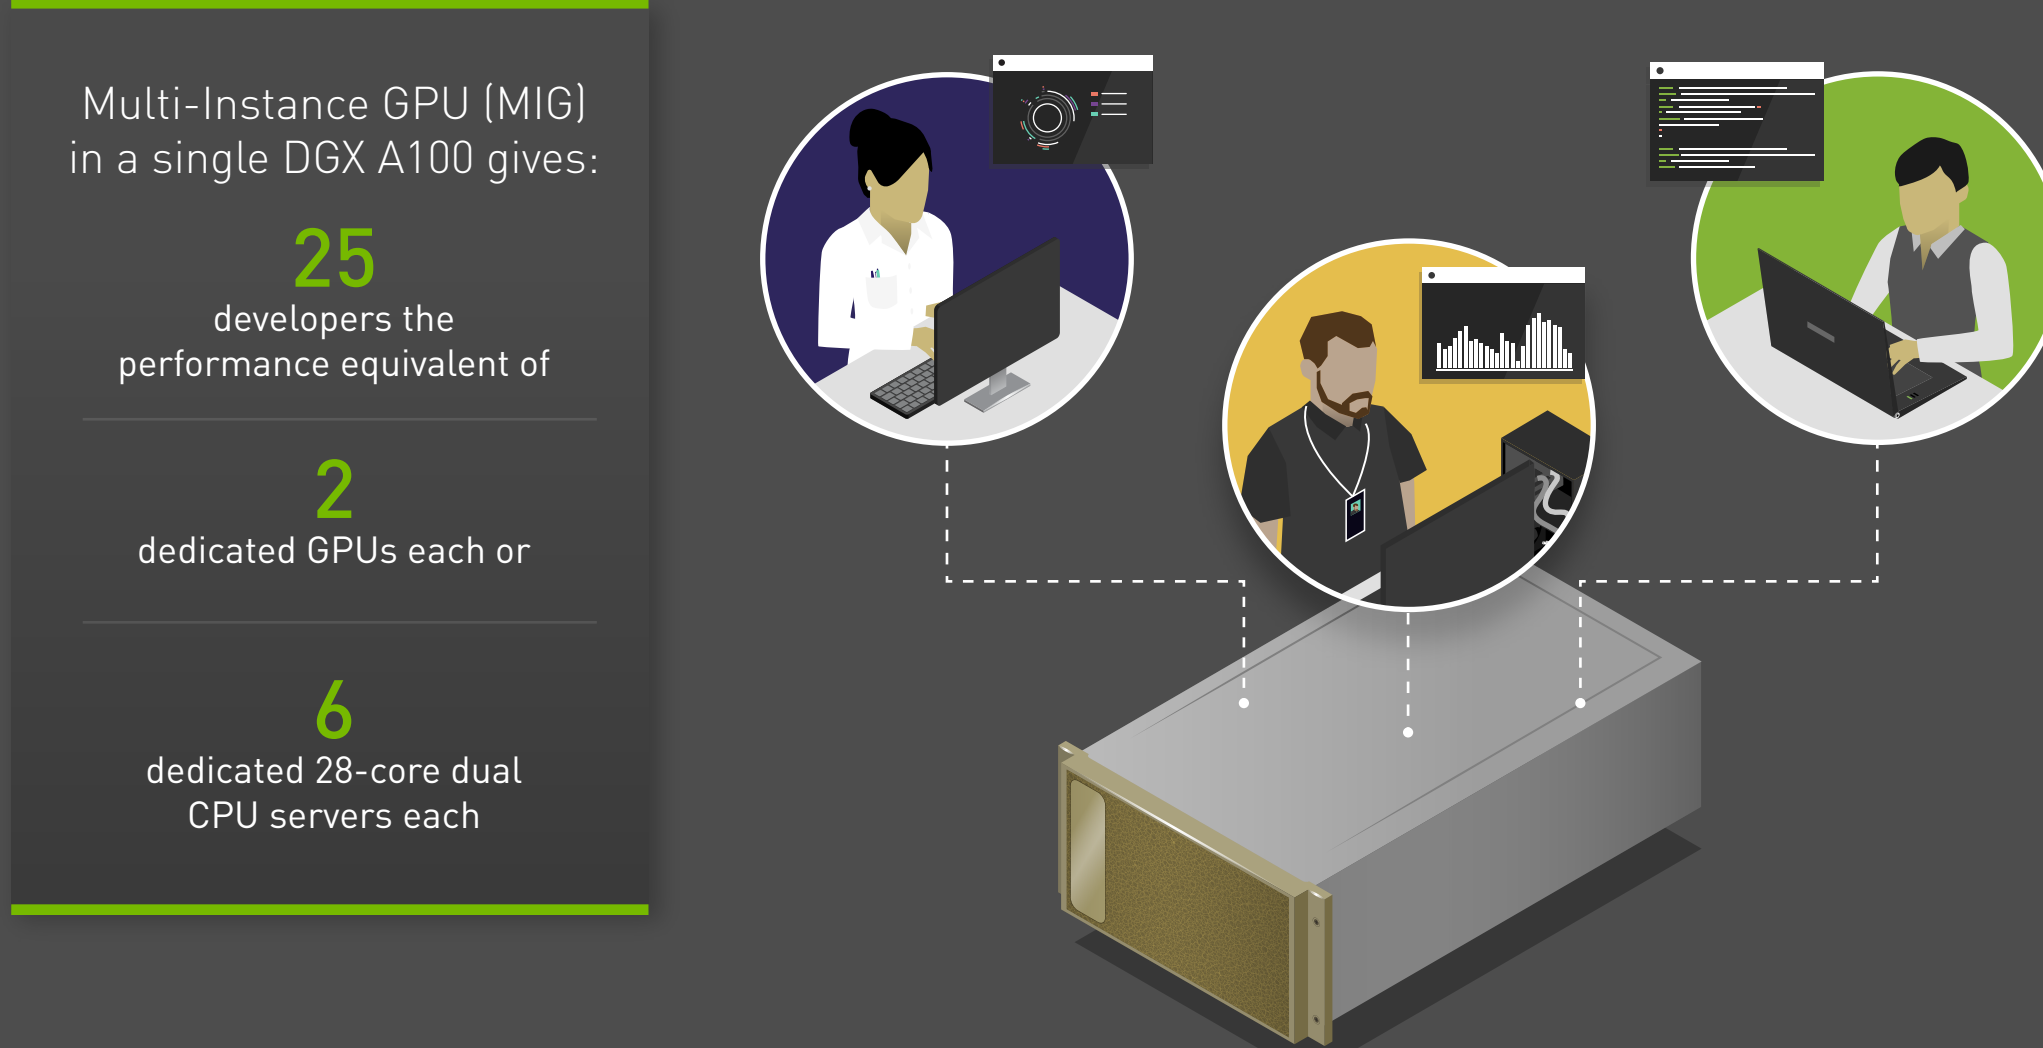 Multi-Instance GPU (MIG)
in a single DGX A100 gives:
25
developers the
performance equivalent of
2
dedicated GPUs each or
6
dedicated 28-core dual
CPU servers each